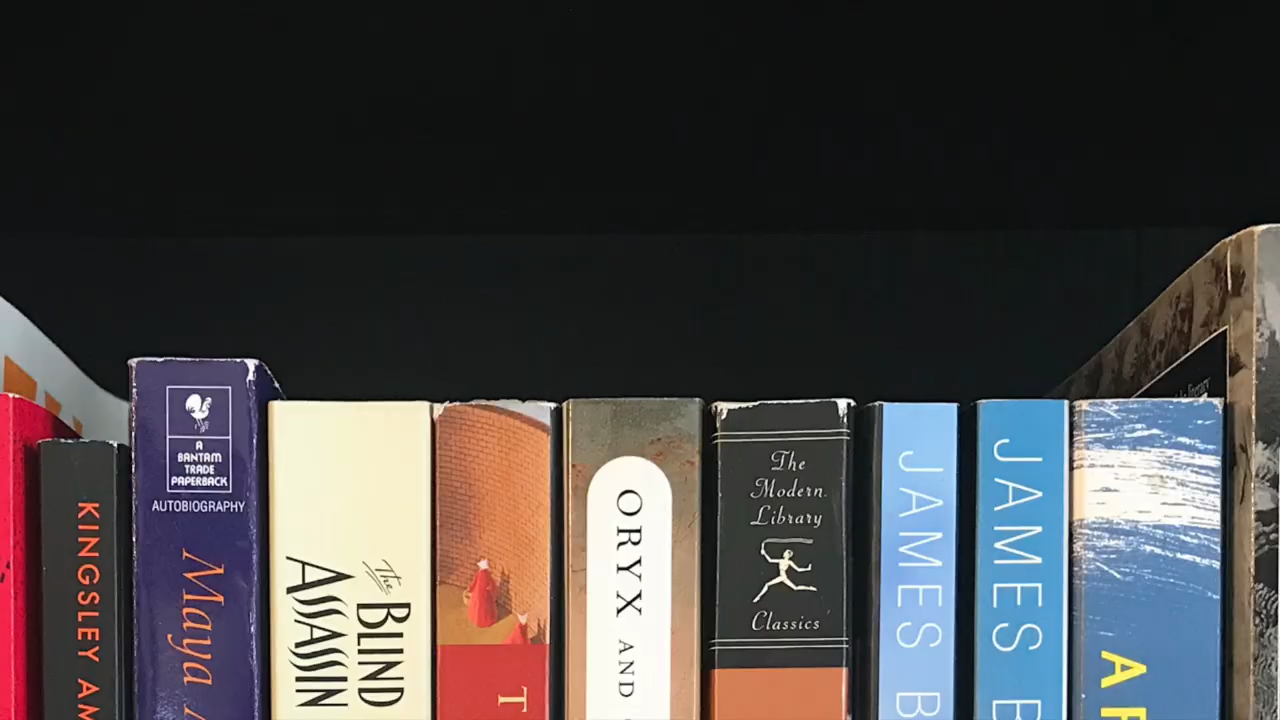 KINGSLEY AM
A
BANTAM
TRADE
PAPERBACK
AUTOBIOGRAPHY
Maya
The
BLIND
ASSASSIN
T
ORYX AND
The
Modern
Library
Classics
JAMES B
JAMES B
A F